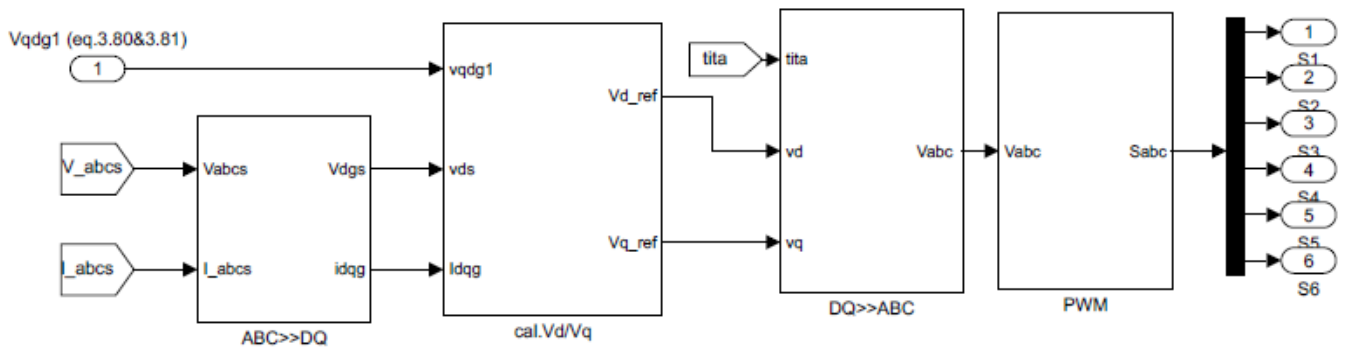 Vqdg1 (eq.3.80&3.81)
1
vqdg1
Vd_ref
V_abcs
Vabcs
Vdgs
vds
I_abcs
I_abcs
idqg
Idqg
Vq_ref
ABC>>DQ
cal.Vd/Vq
tita
tita
vd
Vabc
vq
DQ>>ABC
Vabc
Sabc
PWM
1
S1
2
S2
3
S3
4
S4
5
S5
6
S6